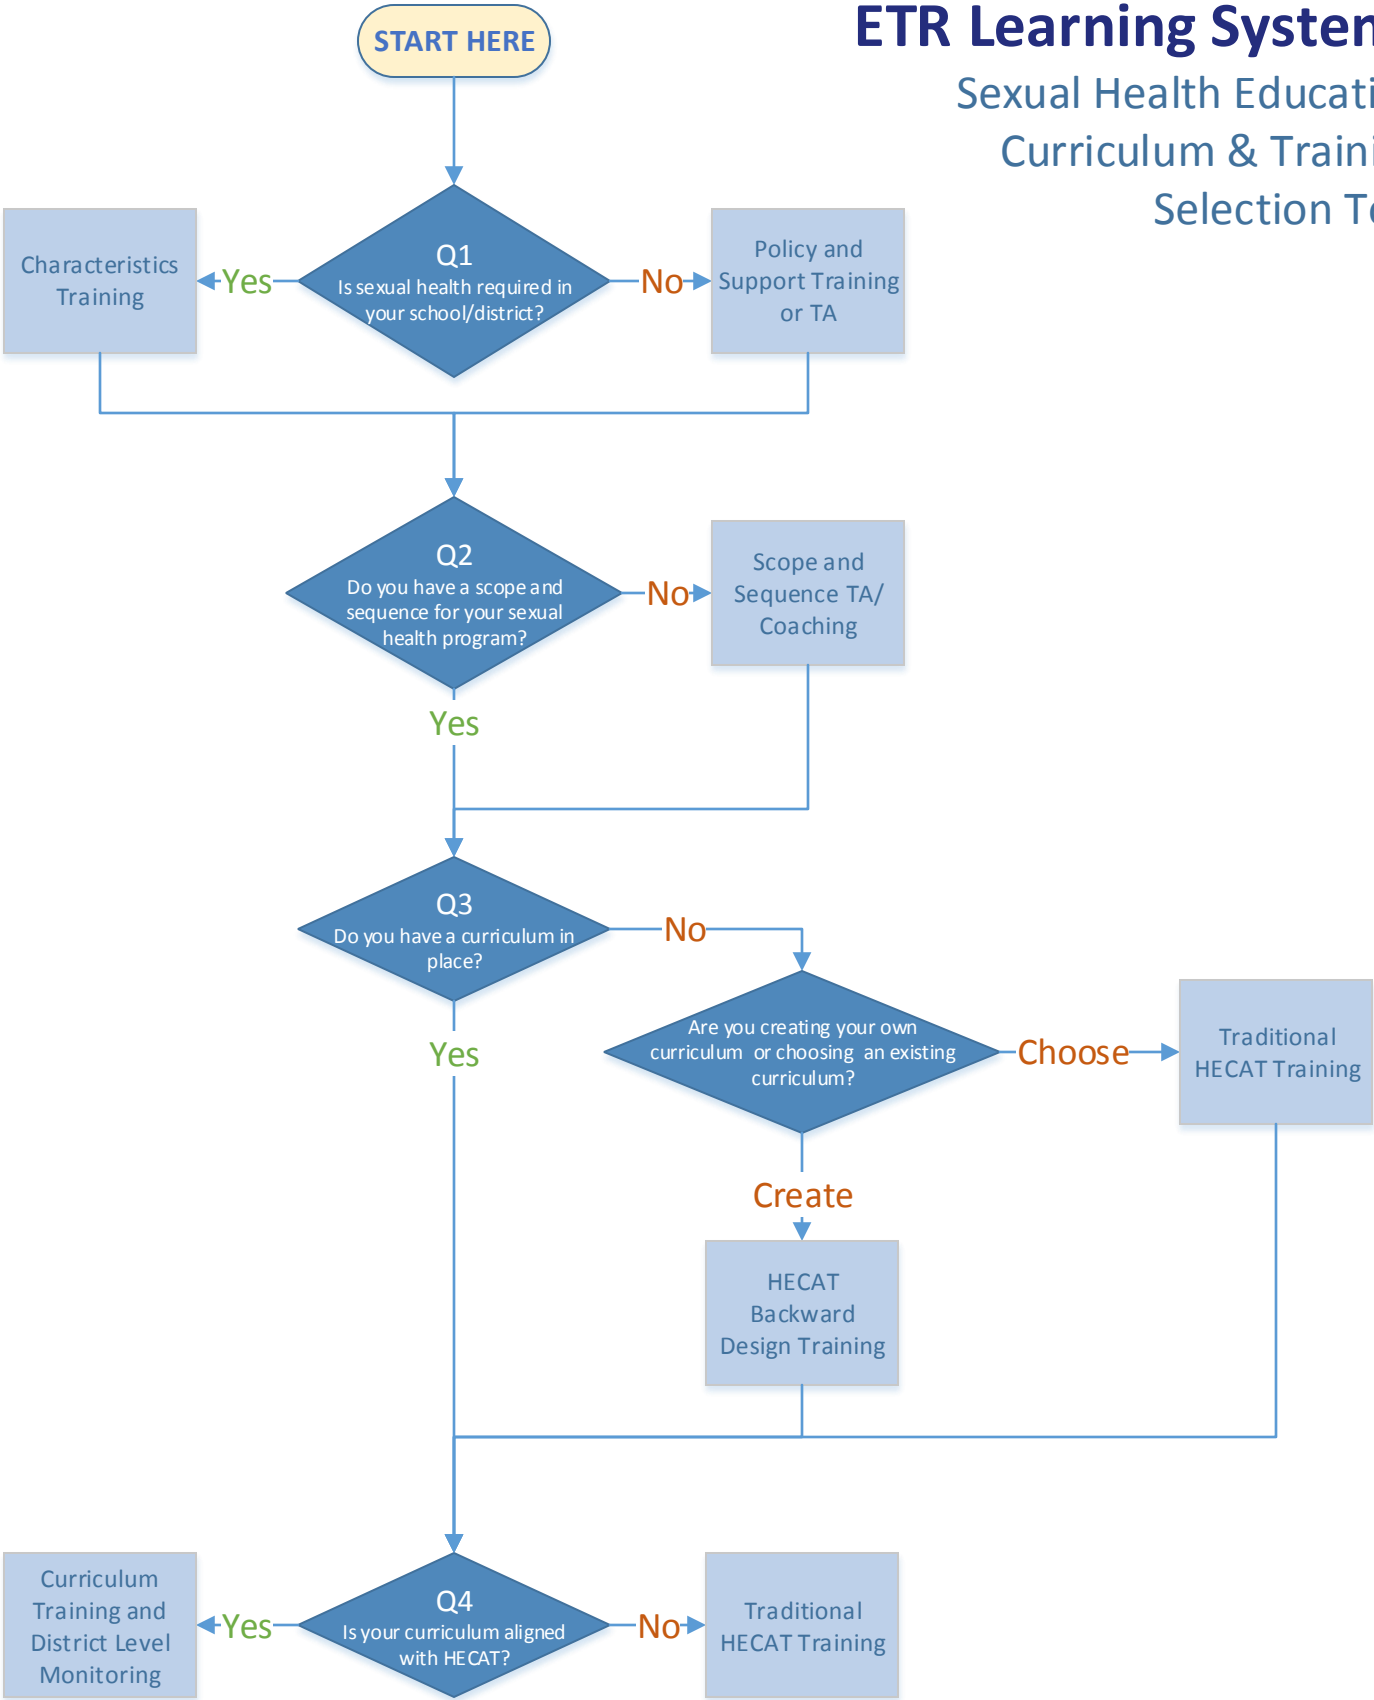 START HERE
ETR Learning System
Sexual Health Educati
Curriculum & Traini
Selection To
Characteristics
Training
Yes
Q1
Is sexual health required in
your school/district?
No
Policy and
Support Training
or TA
Q2
Do you have a scope and
sequence for your sexual
health program?
No
Scope and
Sequence TA/
Coaching
Yes
Q3
Do you have a curriculum in
place?
No
Yes
Are you creating your own
curriculum or choosing an existing
curriculum?
Choose
Traditional
HECAT Training
Create
HECAT
Backward
Design Training
Curriculum
Training and
District Level
Monitoring
Yes
Q4
Is your curriculum aligned
with HECAT?
No
Traditional
HECAT Training